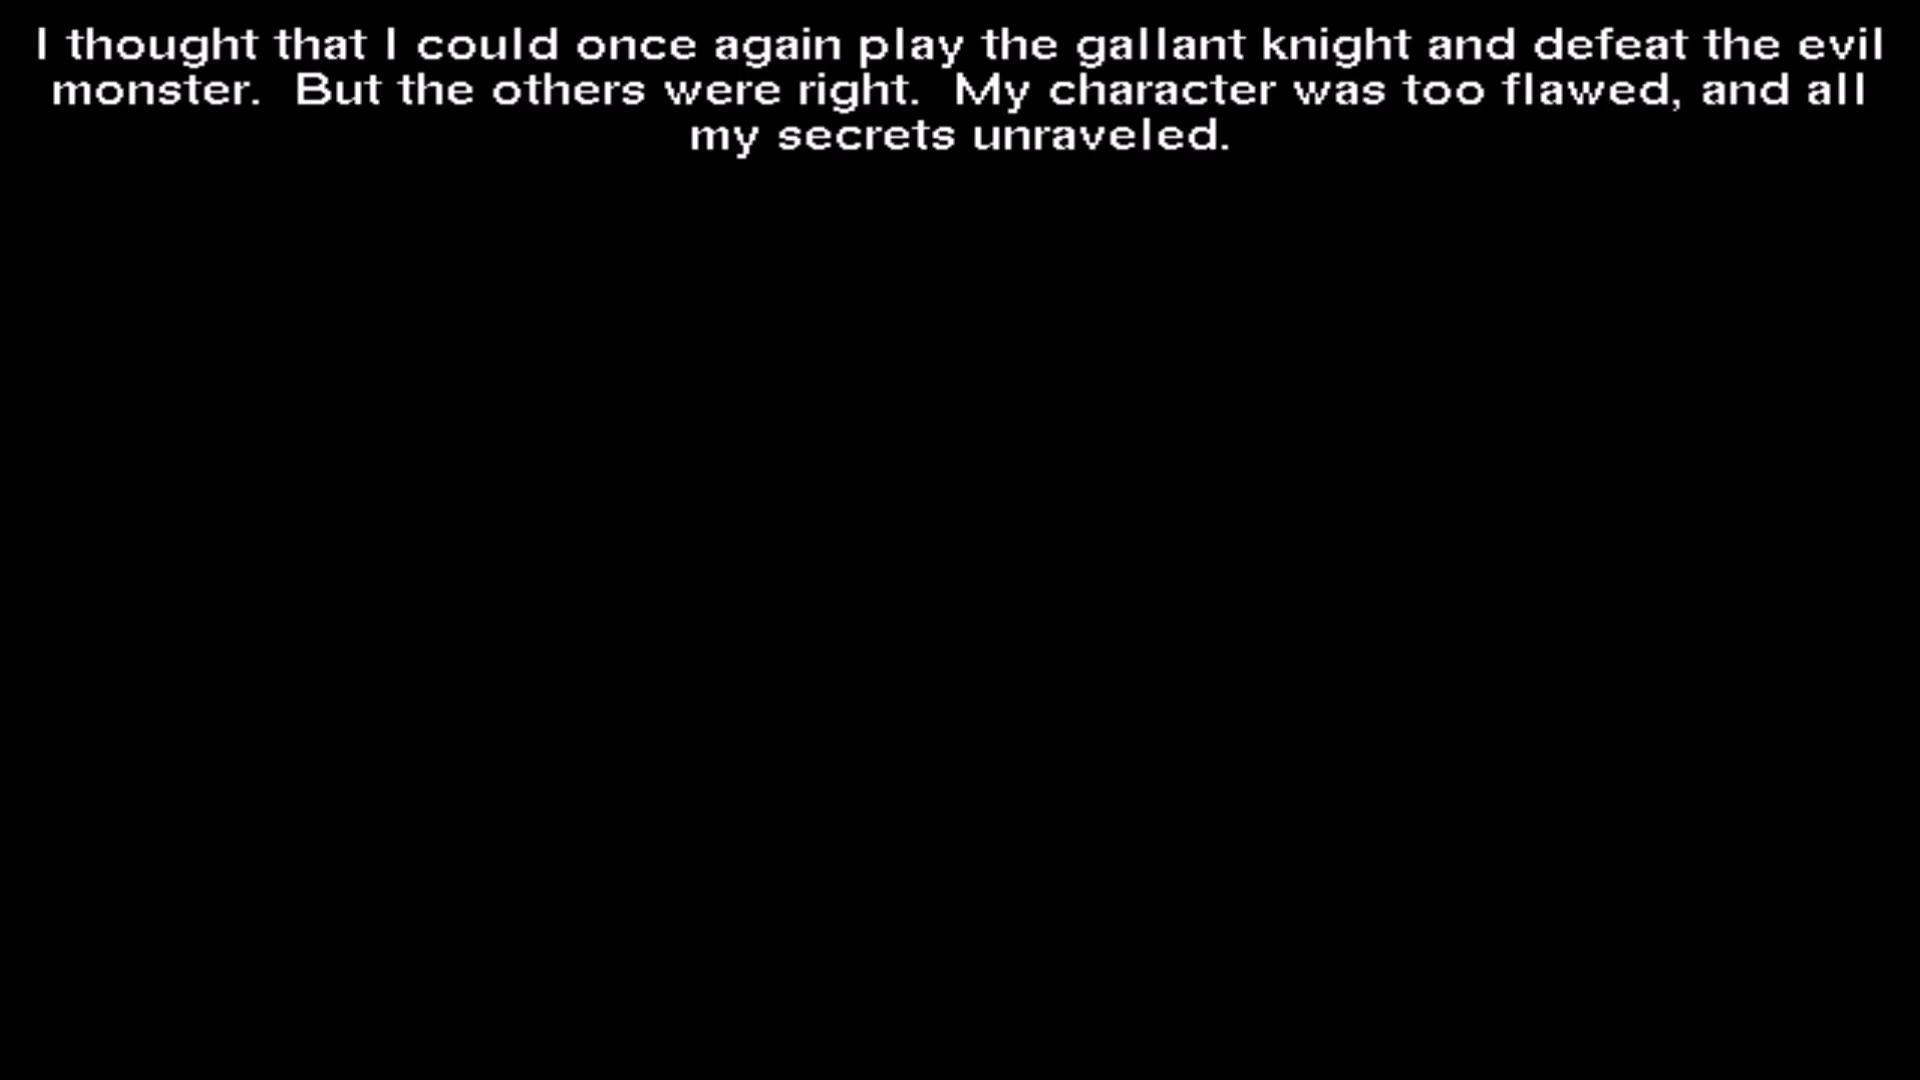 I thought that I could once again play the gallant knight and defeat the evil
monster.  But the others were right.  My character was too flawed, and all
my secrets unraveled.